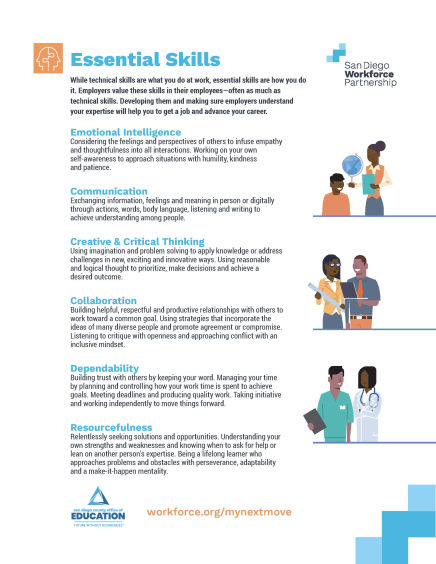 Essential Skills
San Diego
Workforce
Partnership
While technical skills are what you do at work, essential skills are how you do
it. Employers value these skills in their employees—often as much as
technical skills. Developing them and making sure employers understand
your expertise will help you to get a job and advance your career.
Emotional Intelligence
Considering the feelings and perspectives of others to infuse empathy
and thoughtfulness into all interactions. Working on your own
self-awareness to approach situations with humility, kindness
and patience.
Communication
Exchanging information, feelings and meaning in person or digitally
through actions, words, body language, listening and writing to
achieve understanding among people.
Creative & Critical Thinking
Using imagination and problem solving to apply knowledge or address
challenges in new, exciting and innovative ways. Using reasonable
and logical thought to prioritize, make decisions and achieve a
desired outcome.
Collaboration
Building helpful, respectful and productive relationships with others to
work toward a common goal. Using strategies that incorporate the
ideas of many diverse people and promote agreement or compromise.
Listening to critique with openness and approaching conflict with an
inclusive mindset.
Dependability
Building trust with others by keeping your word. Managing your time
by planning and controlling how your work time is spent to achieve
goals. Meeting deadlines and producing quality work. Taking initiative
and working independently to move things forward.
Resourcefulness
Relentlessly seeking solutions and opportunities. Understanding your
own strengths and weaknesses and knowing when to ask for help or
lean on another person's expertise. Being a lifelong learner who
approaches problems and obstacles with perseverance, adaptability
and a make-it-happen mentality.
san diego county office of
EDUCATION
FUTURE WITHOUT BOUNDARIES™
workforce.org/mynextmove